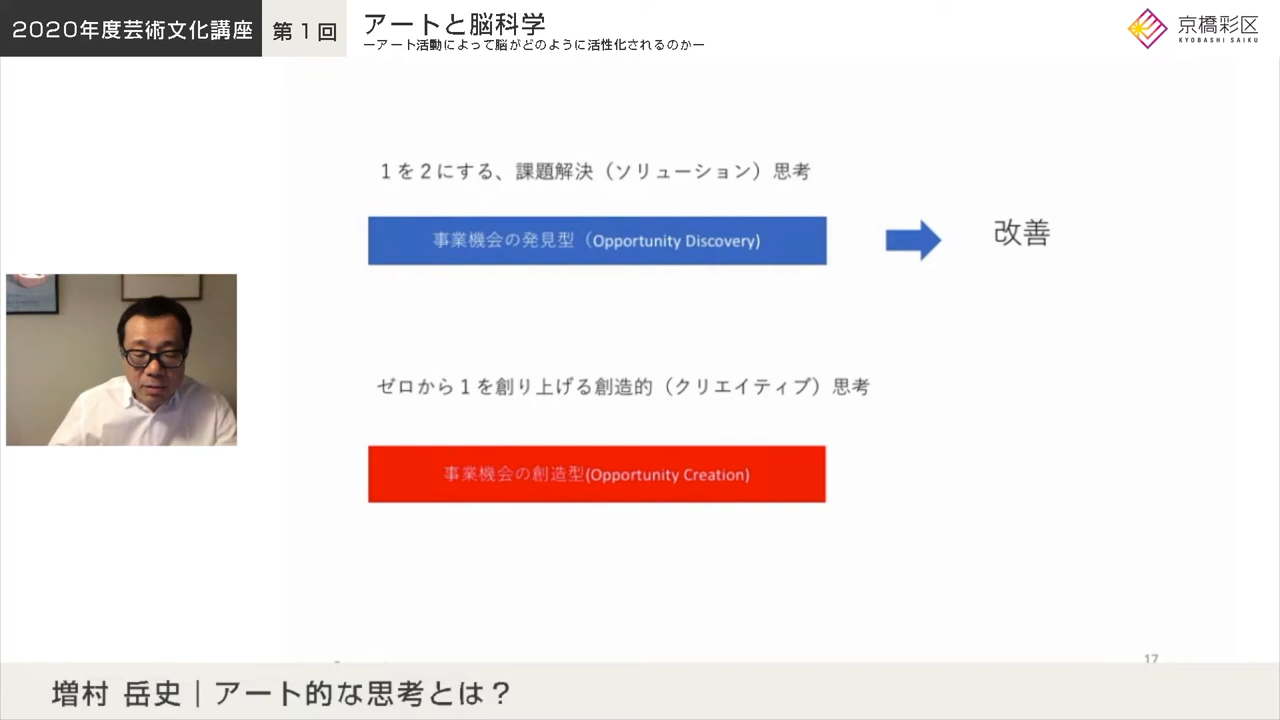 2020年度芸術文化講座
第1回
アートと脳科学
ーアート活動によって脳がどのように活性化されるのかー
京橋彩区
KYOBASHI SAIKU
1を2にする、課題解決（ソリューション）思考
事業機会の発見型（Opportunity Discovery)
改善
ゼロから1を創り上げる創造的（クリエイティブ）思考
事業機会の創造型(Opportunity Creation)
17
増村 岳史｜アート的な思考とは？